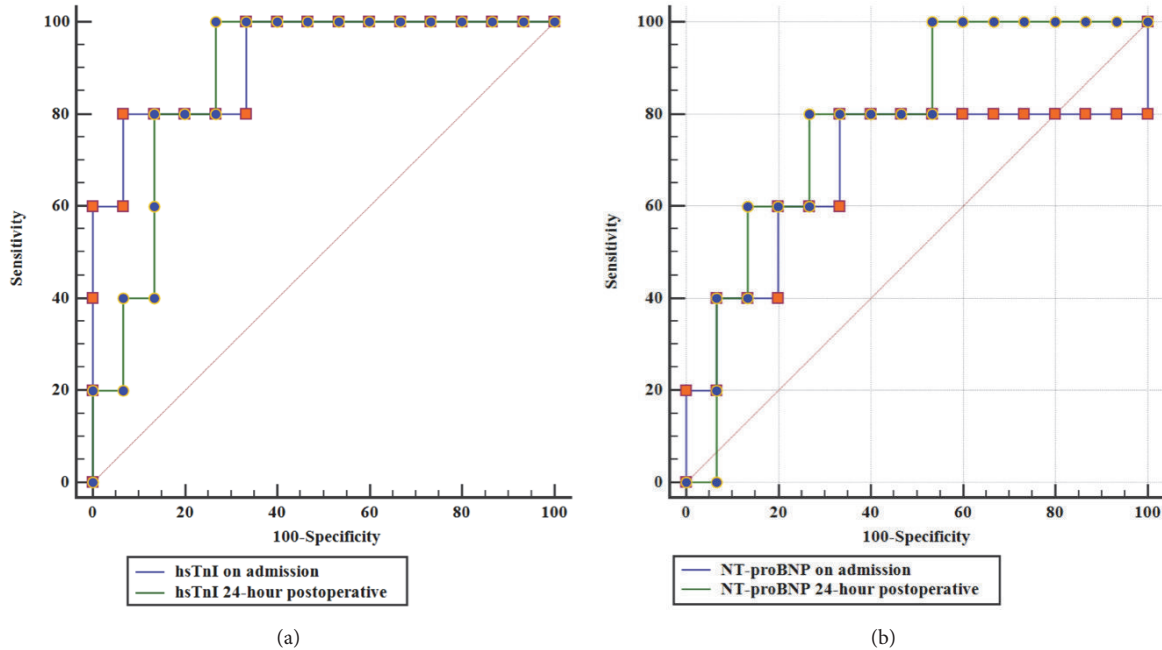 100
80
60
40
20
0
Sensitivity
0 20 40 60 80 100
100-Specificity
hsTnI on admission
hsTnI 24-hour postoperative
(a)
100
80
60
40
20
0
Sensitivity
0 20 40 60 80 100
100-Specificity
NT-proBNP on admission
NT-proBNP 24-hour postoperative
(b)